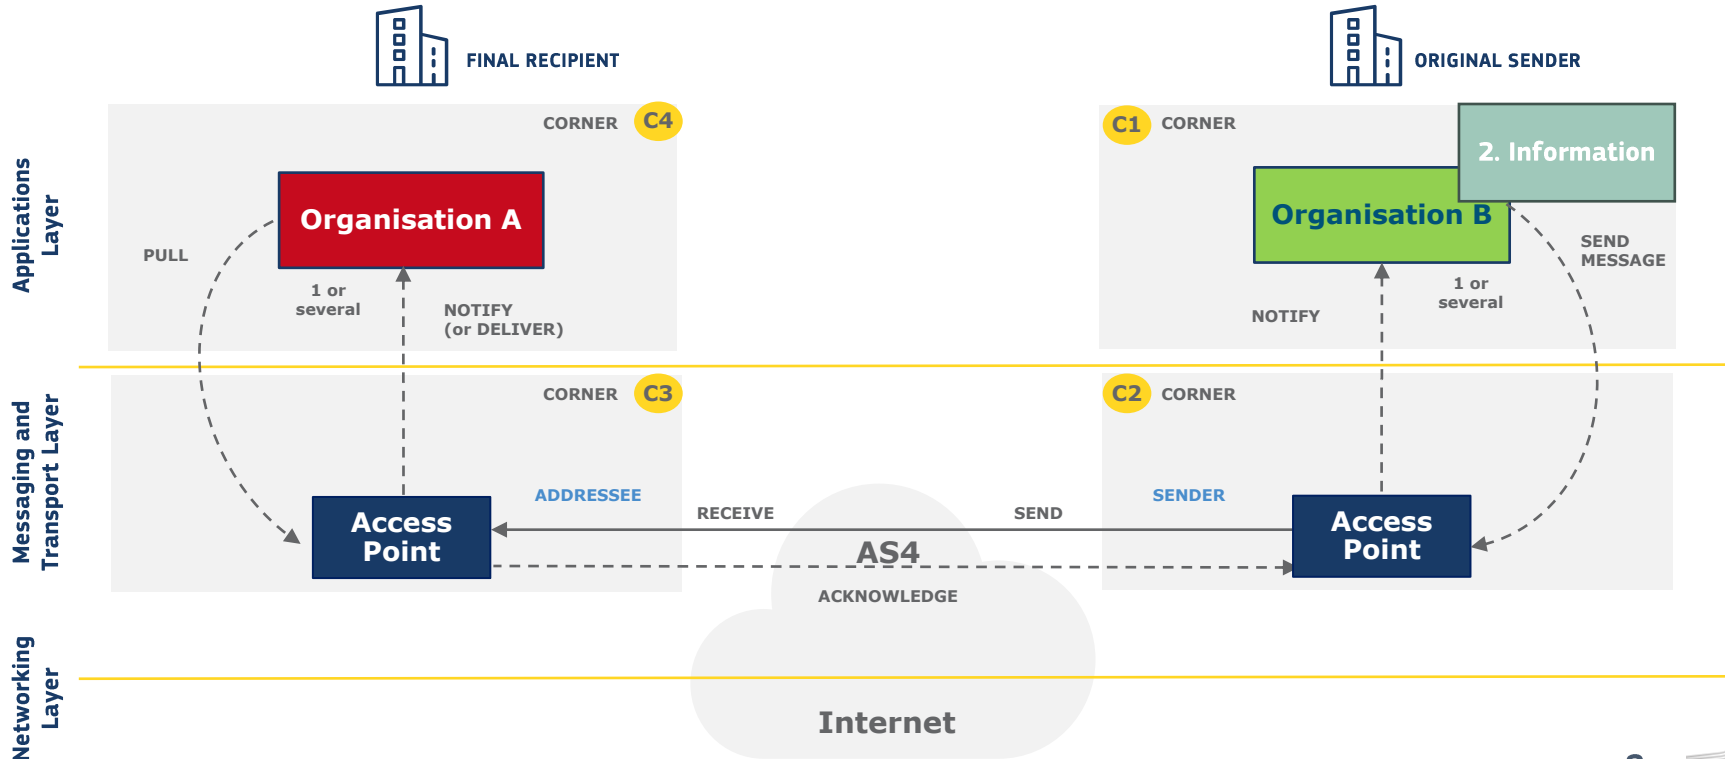 FINAL RECIPIENT
ORIGINAL SENDER
Applications
Layer
CORNER C4
Organisation A
PULL
1 or
several
NOTIFY
(or DELIVER)
C1 CORNER
2. Information
Organisation B
SEND
MESSAGE
1 or
several
NOTIFY
Messaging and
Transport Layer
CORNER C3
ADDRESSEE
Access
Point
RECEIVE
SEND
AS4
ACKNOWLEDGE
C2 CORNER
SENDER
Access
Point
Networking
Layer
Internet